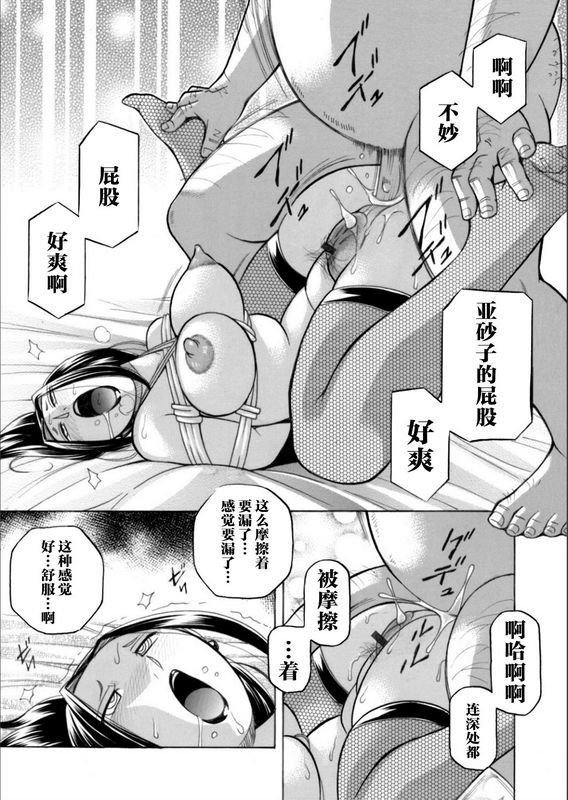 啊啊
不妙
屁股
好爽啊
亚砂子的屁股
好爽
这么摩擦着
要漏了…
感觉要漏了…
这种感觉
好…舒服…啊
啊哈啊啊
被摩擦
…着
连深处都